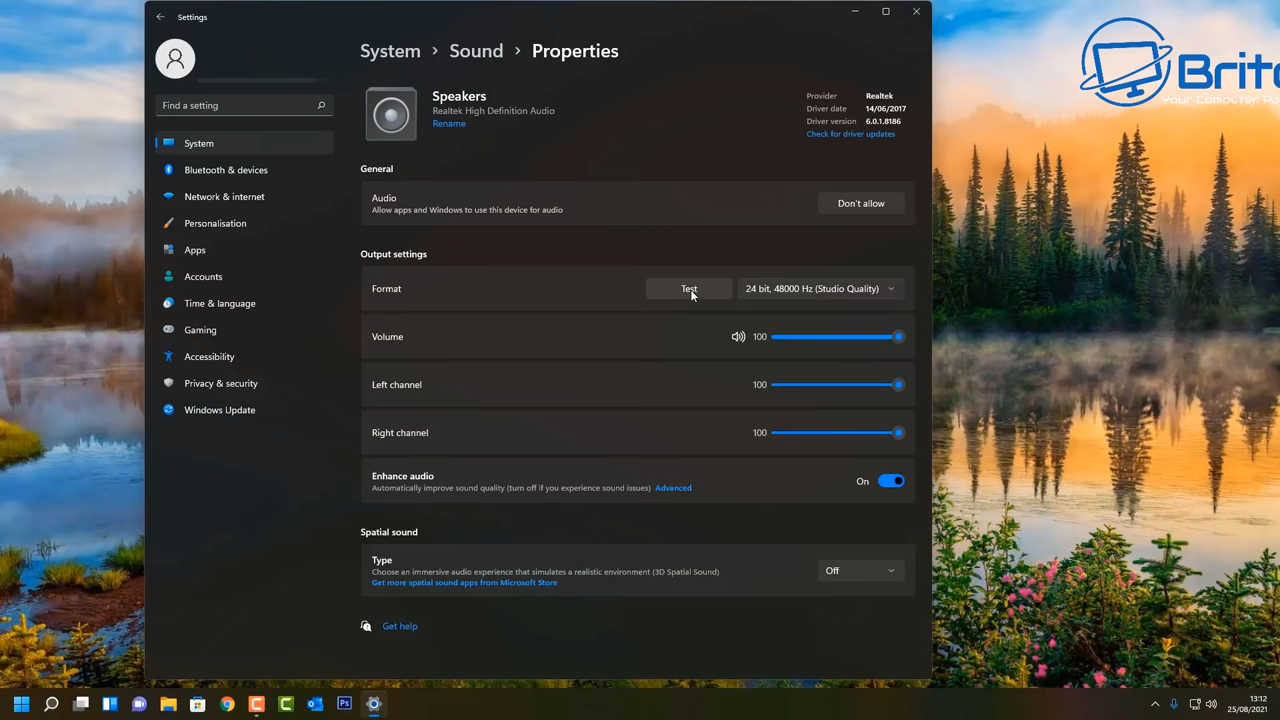 Settings
System > Sound > Properties
Find a setting
System
Bluetooth & devices
Network & internet
Personalisation
Apps
Accounts
Time & language
Gaming
Accessibility
Privacy & security
Windows Update
Speakers
Realtek High Definition Audio
Rename
Provider Realtek
Driver date 14/06/2017
Driver version 6.0.1.8186
Check for driver updates
General
Audio
Allow apps and Windows to use this device for audio
Don't allow
Output settings
Format Test 24 bit, 48000 Hz (Studio Quality)
Volume 100
Left channel 100
Right channel 100
Enhance audio
Automatically improve sound quality (turn off if you experience sound issues) Advanced
On
Spatial sound
Type
Choose an immersive audio experience that simulates a realistic environment (3D Spatial Sound)
Get more spatial sound apps from Microsoft Store
Off
Get help
Brit
Your Computer
Ps
13:12
25/08/2021